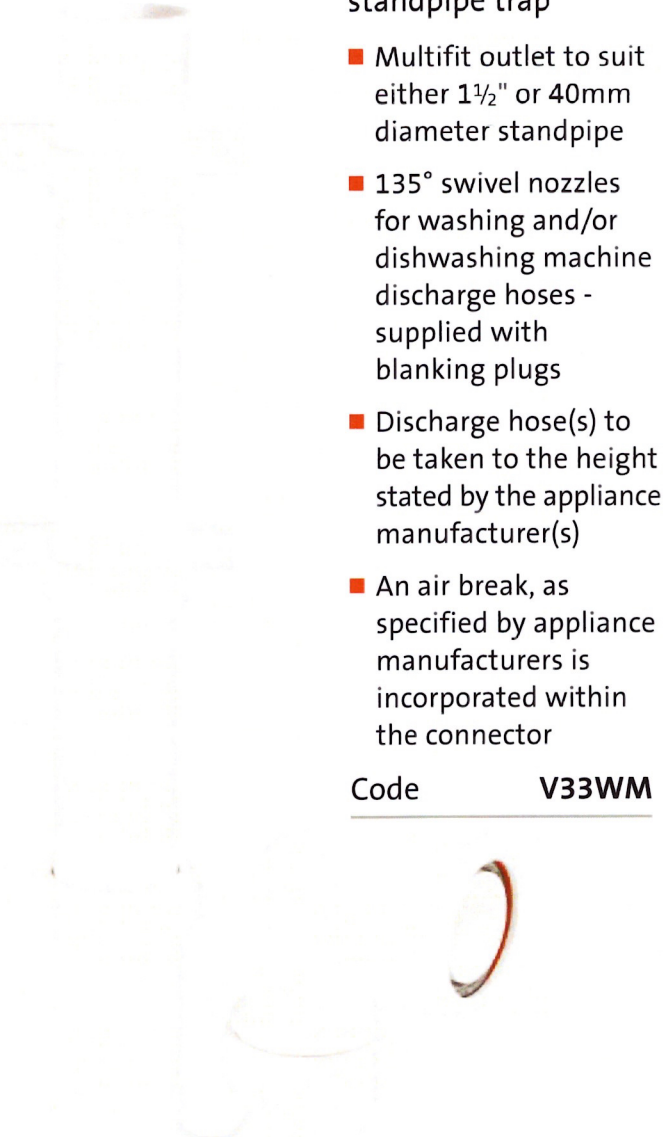 standpipe trap
■ Multifit outlet to suit
either 1½" or 40mm
diameter standpipe
■ 135° swivel nozzles
for washing and/or
dishwashing machine
discharge hoses -
supplied with
blanking plugs
■ Discharge hose(s) to
be taken to the height
stated by the appliance
manufacturer(s)
■ An air break, as
specified by appliance
manufacturers is
incorporated within
the connector
Code V33WM